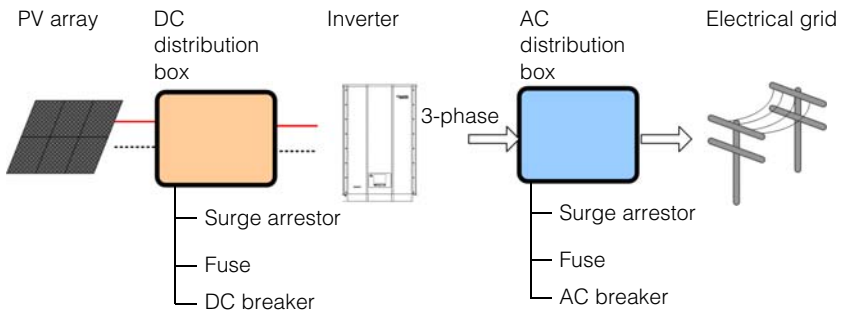 PV array
DC
distribution
box
Inverter
AC
distribution
box
Electrical grid
3-phase
Surge arrestor
Fuse
DC breaker
Surge arrestor
Fuse
AC breaker